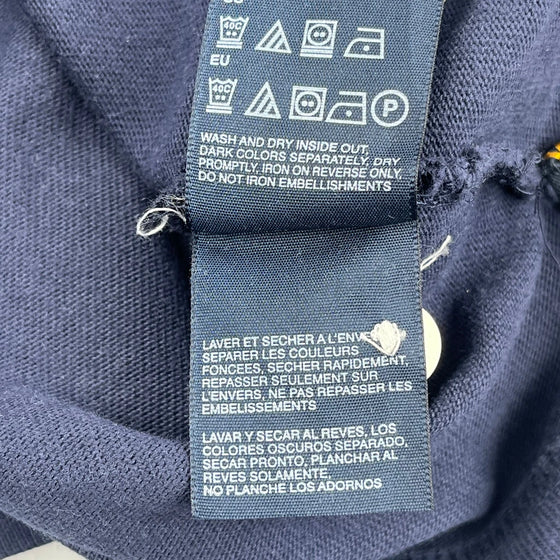 40C
EU
40C P
WASH AND DRY INSIDE OUT,
DARK COLORS SEPARATELY, DRY
PROMPTLY, IRON ON REVERSE ONLY,
DO NOT IRON EMBELLISHMENTS
LAVER ET SECHER A L'ENV
SEPARER LES COULEURS
FONCEES, SECHER RAPIDEMENT,
REPASSER SEULEMENT SUR
L'ENVERS, NE PAS REPASSER LES
EMBELISSEMENTS
LAVAR Y SECAR AL REVES, LOS
COLORES OSCUROS SEPARADO,
SECAR PRONTO, PLANCHAR AL
REVES SOLAMENTE.
NO PLANCHE LOS ADORNOS